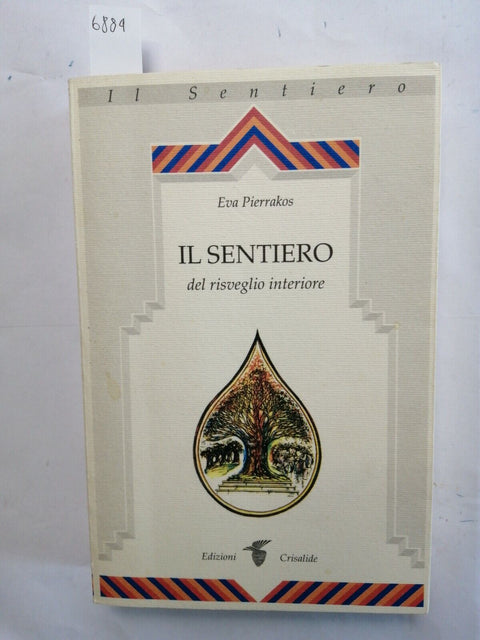 6884
Il Sentiero
Eva Pierrakos
IL SENTIERO
del risveglio interiore
Edizioni Crisalide